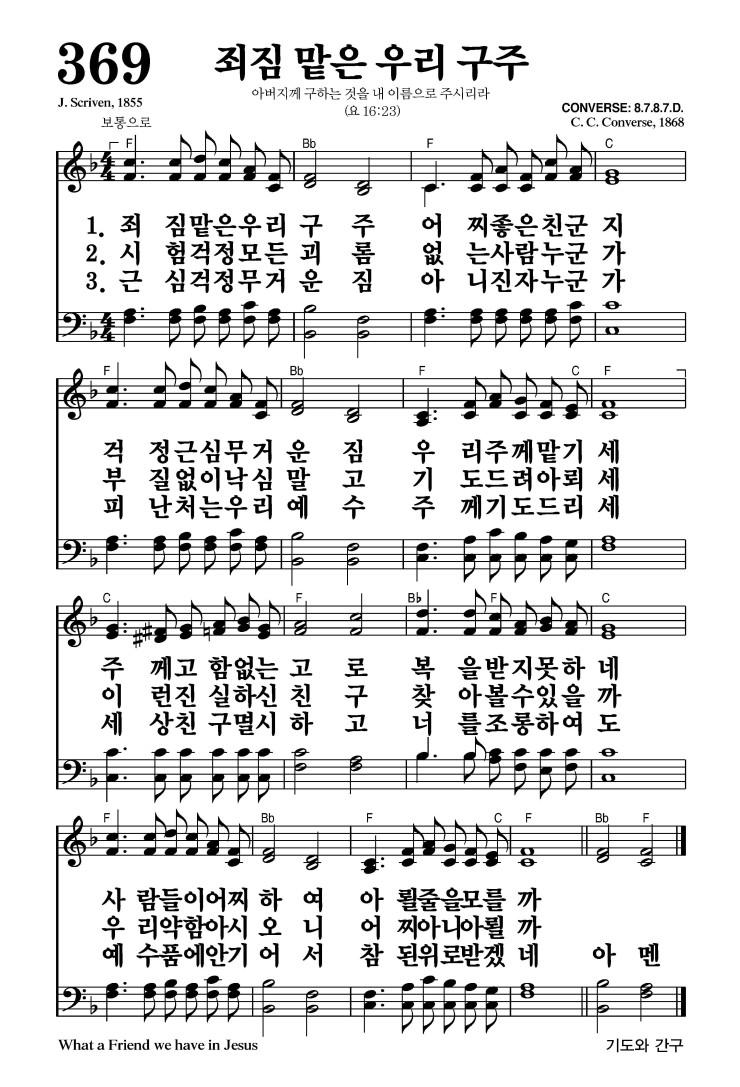 369
죄짐 맡은 우리 구주
아버지께 구하는 것을 내 이름으로 주시리라
(요 16:23)
J. Scriven, 1855
보통으로
CONVERSE: 8.7.8.7.D.
C. C. Converse, 1868
F Bb F C
1. 죄 짐맡은우리 구 주 어 찌좋은친군 지
2. 시 험걱정모든 괴 롬 없 는사람누군 가
3. 근 심걱정무거 운 짐 아 니진자누군 가
F Bb F C F
걱 정근심무거 운 짐 우 리주께맡기 세
부 질없이낙심 말 고 기 도드려아뢰 세
피 난처는우리 예 수 주 께기도드리 세
C F Bb F C
주 께고 함없는 고 로 복 을받지못하 네
이 런진 실하신 친 구 찾 아볼수있을 까
세 상친 구멸시 하 고 너 를조롱하여 도
F Bb F C F Bb F
사 람들이어찌 하 여 아 뢸줄을모를 까
우 리약함아시 오 니 어 찌아니아뢸 까
예 수품에안기 어 서 참 된위로받겠 네 아 멘
What a Friend we have in Jesus
기도와 간구